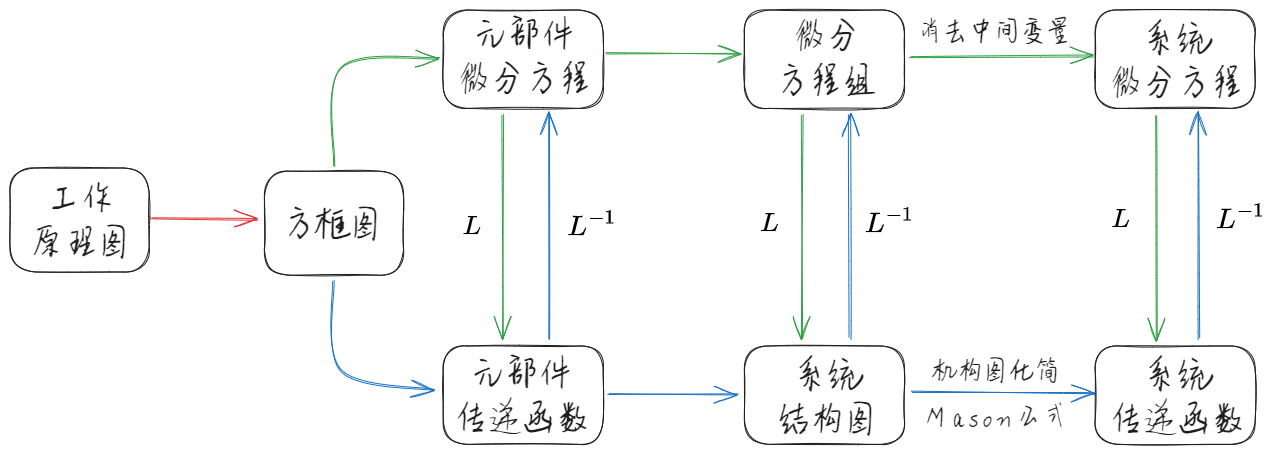 元部件
微分方程
微分
方程组
消去中间变量
系统
微分方程
工作
原理图
方框图
L
L⁻¹
L
L⁻¹
L
L⁻¹
元部件
传递函数
系统
结构图
机构图化简
Mason公式
系统
传递函数